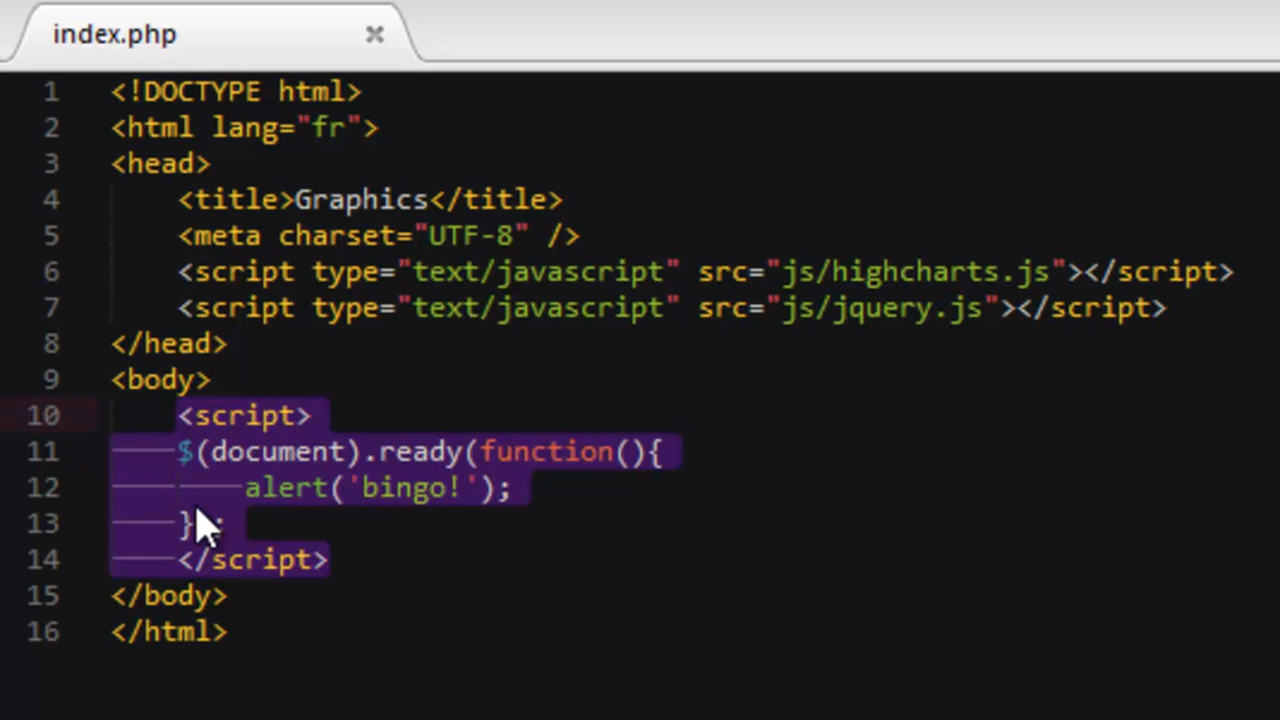 index.php
1 <!DOCTYPE html>
2 <html lang="fr">
3 <head>
4 <title>Graphics</title>
5 <meta charset="UTF-8" />
6 <script type="text/javascript" src="js/highcharts.js"></script>
7 <script type="text/javascript" src="js/jquery.js"></script>
8 </head>
9 <body>
10 <script>
11 $(document).ready(function(){
12 alert('bingo!');
13 } ;
14 </script>
15 </body>
16 </html>